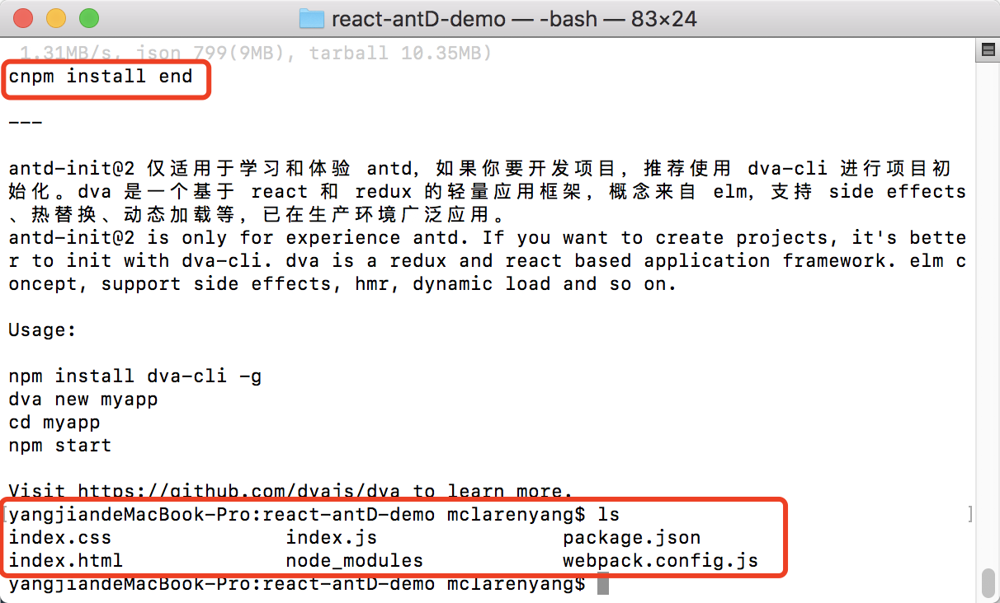 react-antD-demo — -bash — 83×24
1.31MB/s, json 799(9MB), tarball 10.35MB)
cnpm install end
---
antd-init@2 仅适用于学习和体验 antd，如果你要开发项目，推荐使用 dva-cli 进行项目初
始化。dva 是一个基于 react 和 redux 的轻量应用框架，概念来自 elm，支持 side effects
、热替换、动态加载等，已在生产环境广泛应用。
antd-init@2 is only for experience antd. If you want to create projects, it's bette
r to init with dva-cli. dva is a redux and react based application framework. elm c
oncept, support side effects, hmr, dynamic load and so on.
Usage:
npm install dva-cli -g
dva new myapp
cd myapp
npm start
Visit https://github.com/dvajs/dva to learn more.
[yangjiandeMacBook-Pro:react-antD-demo mclarenyang$ ls ]
index.css index.js package.json
index.html node_modules webpack.config.js
yangjiandeMacBook-Pro:react-antD-demo mclarenyang$